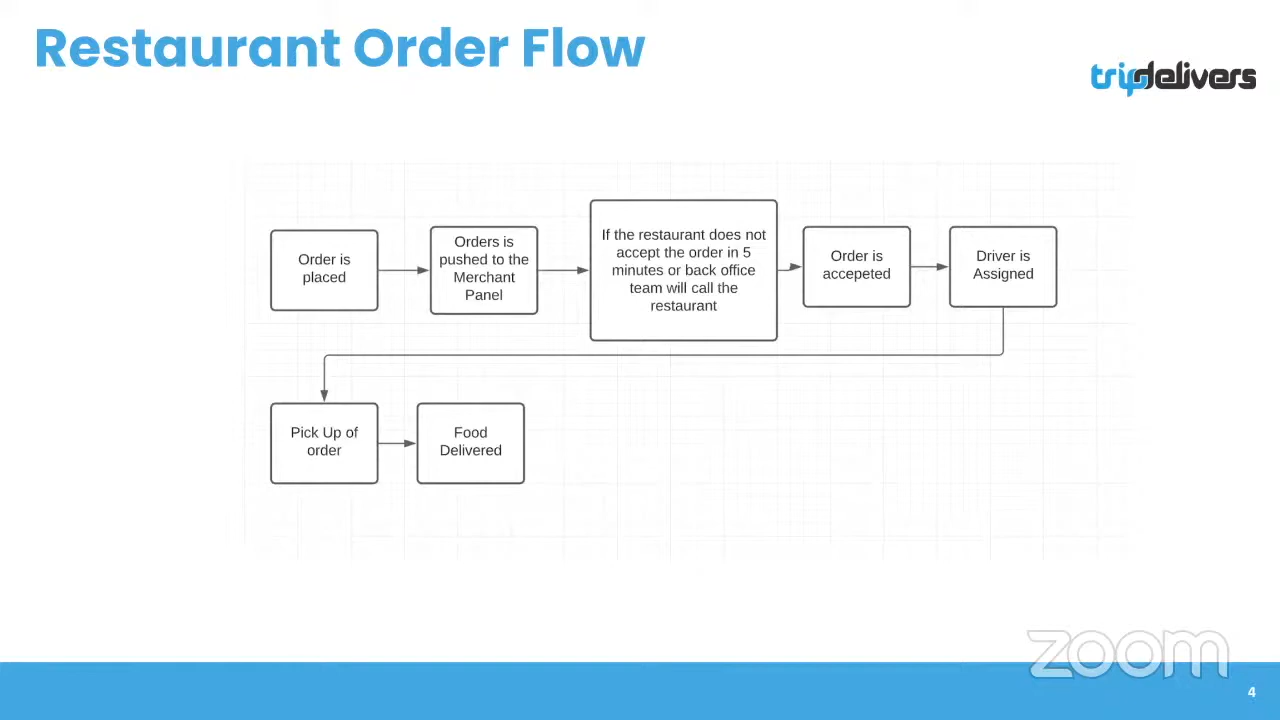 Restaurant Order Flow
tripdelivers
Order is
placed
Orders is
pushed to the
Merchant
Panel
If the restaurant does not
accept the order in 5
minutes or back office
team will call the
restaurant
Order is
accepeted
Driver is
Assigned
Pick Up of
order
Food
Delivered
zoom
4